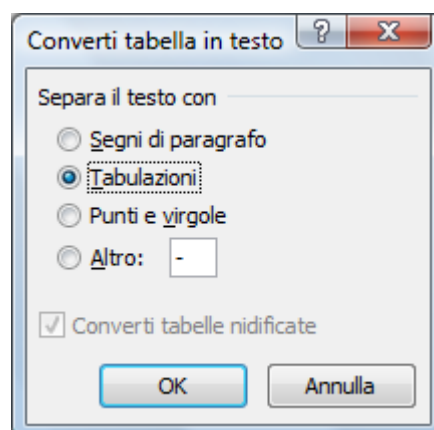 Converti tabella in testo
Separa il testo con
Segni di paragrafo
Tabulazioni
Punti e virgole
Altro: -
Converti tabelle nidificate
OK Annulla